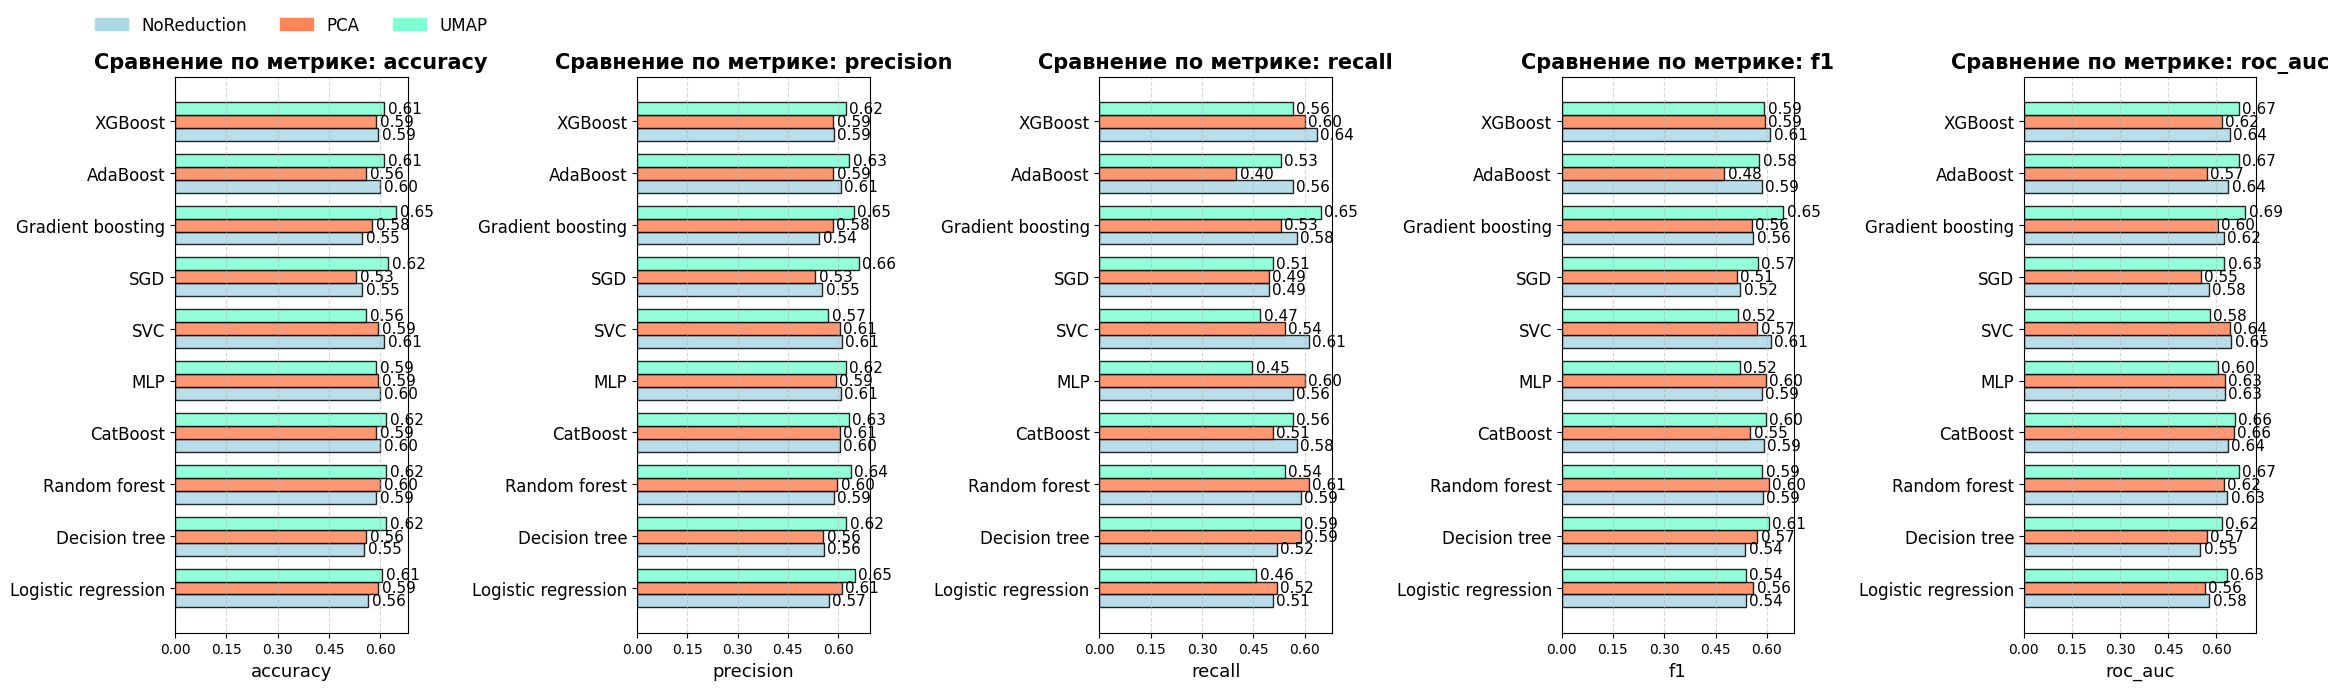 NoReduction PCA UMAP
Сравнение по метрике: accuracy
XGBoost 0.61 0.59 0.59
AdaBoost 0.61 0.56 0.60
Gradient boosting 0.65 0.58 0.55
SGD 0.62 0.53 0.55
SVC 0.56 0.59 0.61
MLP 0.59 0.59 0.60
CatBoost 0.62 0.59 0.60
Random forest 0.62 0.60 0.59
Decision tree 0.62 0.56 0.55
Logistic regression 0.61 0.59 0.56
0.00 0.15 0.30 0.45 0.60
accuracy
Сравнение по метрике: precision
XGBoost 0.62 0.59 0.59
AdaBoost 0.63 0.59 0.61
Gradient boosting 0.65 0.58 0.54
SGD 0.66 0.53 0.55
SVC 0.57 0.61 0.61
MLP 0.62 0.59 0.61
CatBoost 0.63 0.61 0.60
Random forest 0.64 0.60 0.59
Decision tree 0.62 0.56 0.56
Logistic regression 0.65 0.61 0.57
0.00 0.15 0.30 0.45 0.60
precision
Сравнение по метрике: recall
XGBoost 0.56 0.60 0.64
AdaBoost 0.53 0.40 0.56
Gradient boosting 0.65 0.53 0.58
SGD 0.51 0.49 0.49
SVC 0.47 0.54 0.61
MLP 0.45 0.60 0.56
CatBoost 0.56 0.51 0.58
Random forest 0.54 0.61 0.59
Decision tree 0.59 0.59 0.52
Logistic regression 0.46 0.52 0.51
0.00 0.15 0.30 0.45 0.60
recall
Сравнение по метрике: f1
XGBoost 0.59 0.59 0.61
AdaBoost 0.58 0.48 0.59
Gradient boosting 0.65 0.56 0.56
SGD 0.57 0.51 0.52
SVC 0.52 0.57 0.61
MLP 0.52 0.60 0.59
CatBoost 0.60 0.55 0.59
Random forest 0.59 0.60 0.59
Decision tree 0.61 0.57 0.54
Logistic regression 0.54 0.56 0.54
0.00 0.15 0.30 0.45 0.60
f1
Сравнение по метрике: roc_auc
XGBoost 0.67 0.62 0.64
AdaBoost 0.67 0.57 0.64
Gradient boosting 0.69 0.60 0.62
SGD 0.63 0.55 0.58
SVC 0.58 0.64 0.65
MLP 0.60 0.63 0.63
CatBoost 0.66 0.66 0.64
Random forest 0.67 0.62 0.63
Decision tree 0.62 0.57 0.55
Logistic regression 0.63 0.56 0.58
0.00 0.15 0.30 0.45 0.60
roc_auc